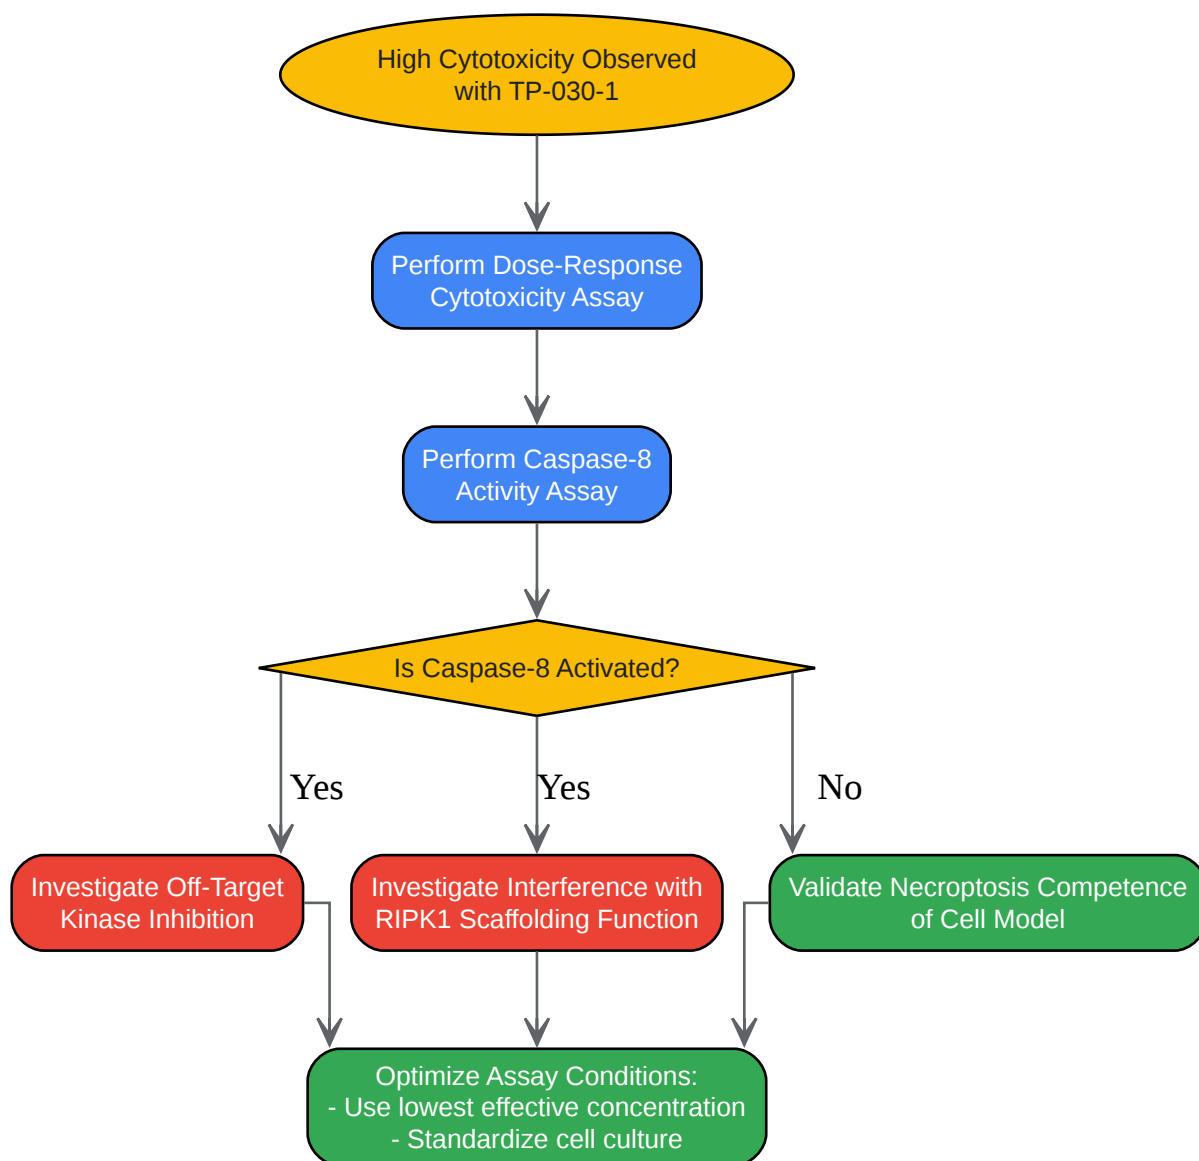 High Cytotoxicity Observed
with TP-030-1
Perform Dose-Response
Cytotoxicity Assay
Perform Caspase-8
Activity Assay
Is Caspase-8 Activated?
Yes
Yes
No
Investigate Off-Target
Kinase Inhibition
Investigate Interference with
RIPK1 Scaffolding Function
Validate Necroptosis Competence
of Cell Model
Optimize Assay Conditions:
- Use lowest effective concentration
- Standardize cell culture